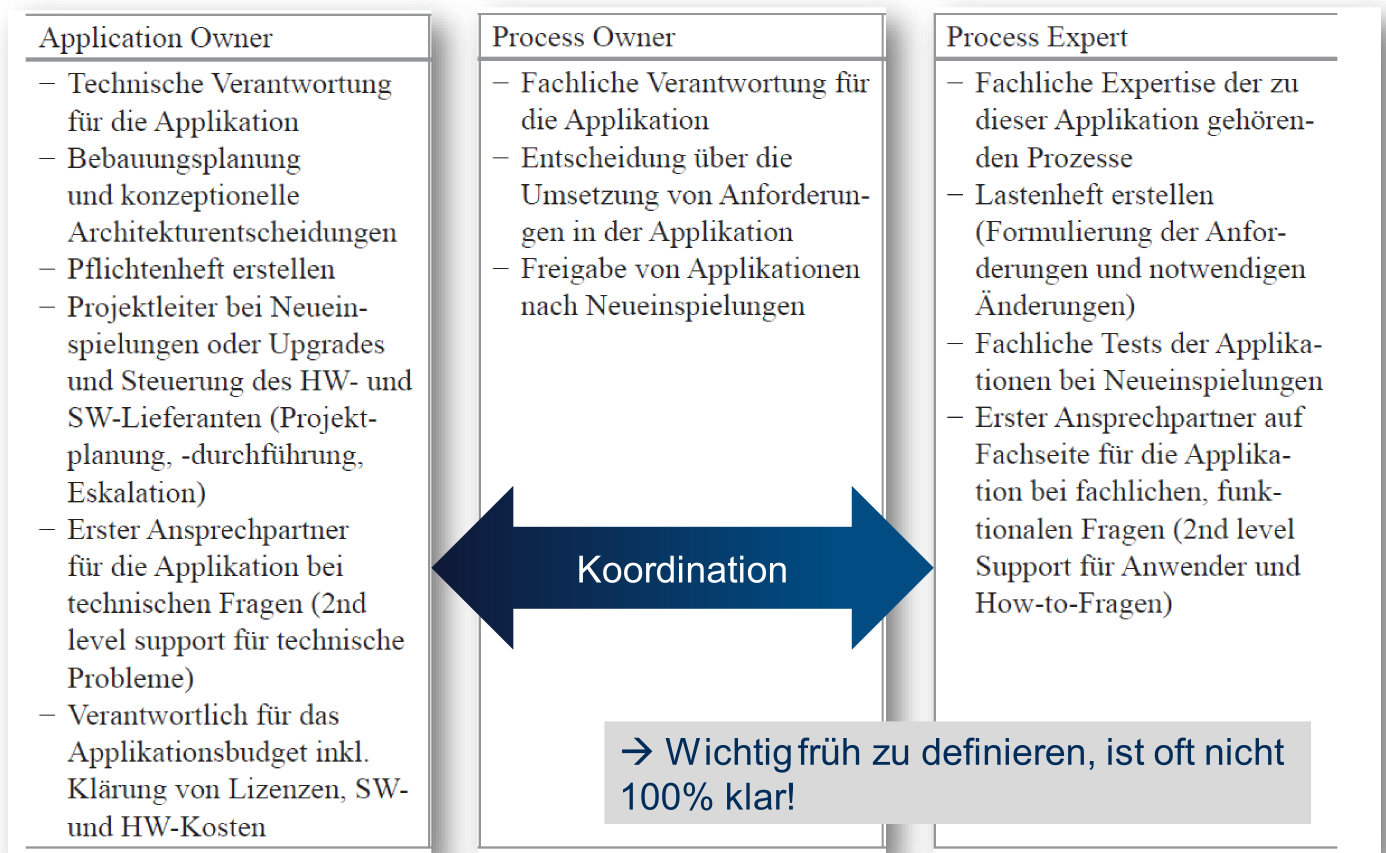 Application Owner
– Technische Verantwortung
für die Applikation
– Bebauungsplanung
und konzeptionelle
Architekturentscheidungen
– Pflichtenheft erstellen
– Projektleiter bei Neuein-
spielungen oder Upgrades
und Steuerung des HW- und
SW-Lieferanten (Projekt-
planung, -durchführung,
Eskalation)
– Erster Ansprechpartner
für die Applikation bei
technischen Fragen (2nd
level support für technische
Probleme)
– Verantwortlich für das
Applikationsbudget inkl.
Klärung von Lizenzen, SW-
und HW-Kosten
Process Owner
– Fachliche Verantwortung für
die Applikation
– Entscheidung über die
Umsetzung von Anforderun-
gen in der Applikation
– Freigabe von Applikationen
nach Neueinspielungen
Process Expert
– Fachliche Expertise der zu
dieser Applikation gehören-
den Prozesse
– Lastenheft erstellen
(Formulierung der Anfor-
derungen und notwendigen
Änderungen)
– Fachliche Tests der Applika-
tionen bei Neueinspielungen
– Erster Ansprechpartner auf
Fachseite für die Applika-
tion bei fachlichen, funk-
tionalen Fragen (2nd level
Support für Anwender und
How-to-Fragen)
Koordination
→ Wichtig früh zu definieren, ist oft nicht
100% klar!